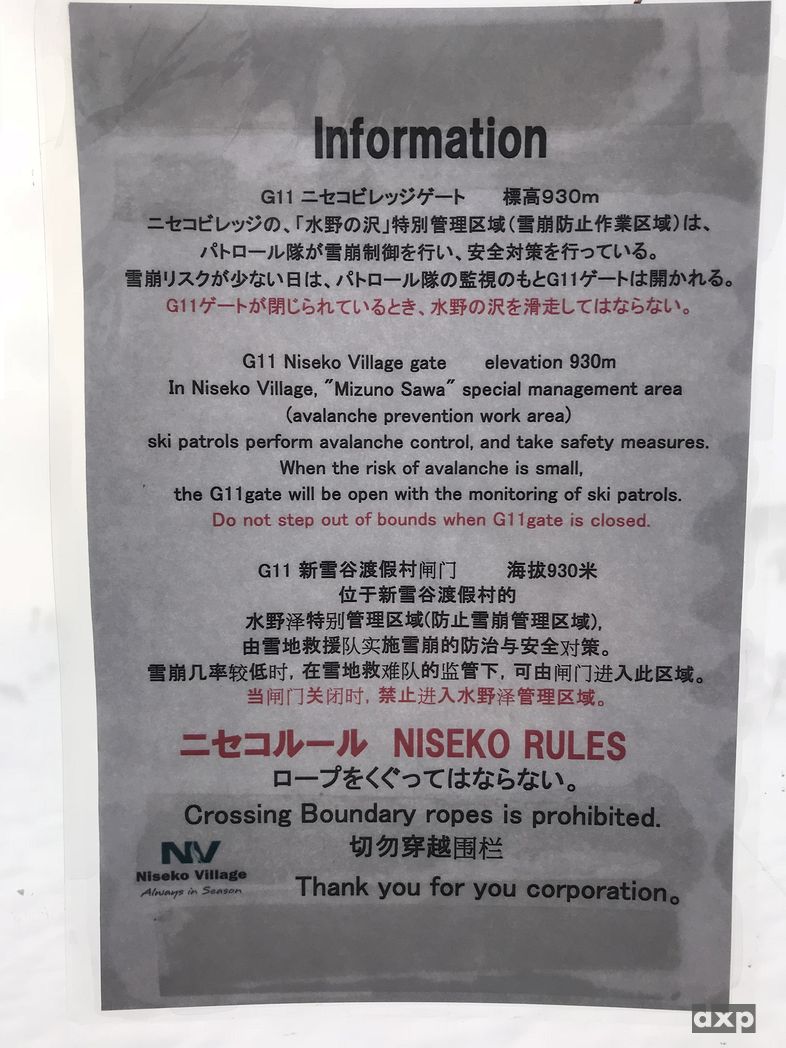 Information
G11 ニセコビレッジゲート 標高930m
ニセコビレッジの、「水野の沢」特別管理区域(雪崩防止作業区域)は、
パトロール隊が雪崩制御を行い、安全対策を行っている。
雪崩リスクが少ない日は、パトロール隊の監視のもとG11ゲートは開かれる。
G11ゲートが閉じられているとき、水野の沢を滑走してはならない。
G11 Niseko Village gate elevation 930m
In Niseko Village, "Mizuno Sawa" special management area
(avalanche prevention work area)
ski patrols perform avalanche control, and take safety measures.
When the risk of avalanche is small,
the G11gate will be open with the monitoring of ski patrols.
Do not step out of bounds when G11gate is closed.
G11 新雪谷渡假村闸门 海拔930米
位于新雪谷渡假村的
水野泽特别管理区域(防止雪崩管理区域),
由雪地救援队实施雪崩的防治与安全对策。
雪崩几率较低时, 在雪地救难队的监管下, 可由闸门进入此区域。
当闸门关闭时, 禁止进入水野泽管理区域。
ニセコルール NISEKO RULES
ロープをくぐってはならない。
Crossing Boundary ropes is prohibited.
切勿穿越围栏
NV
Niseko Village
Always in Season
Thank you for you corporation。
axp